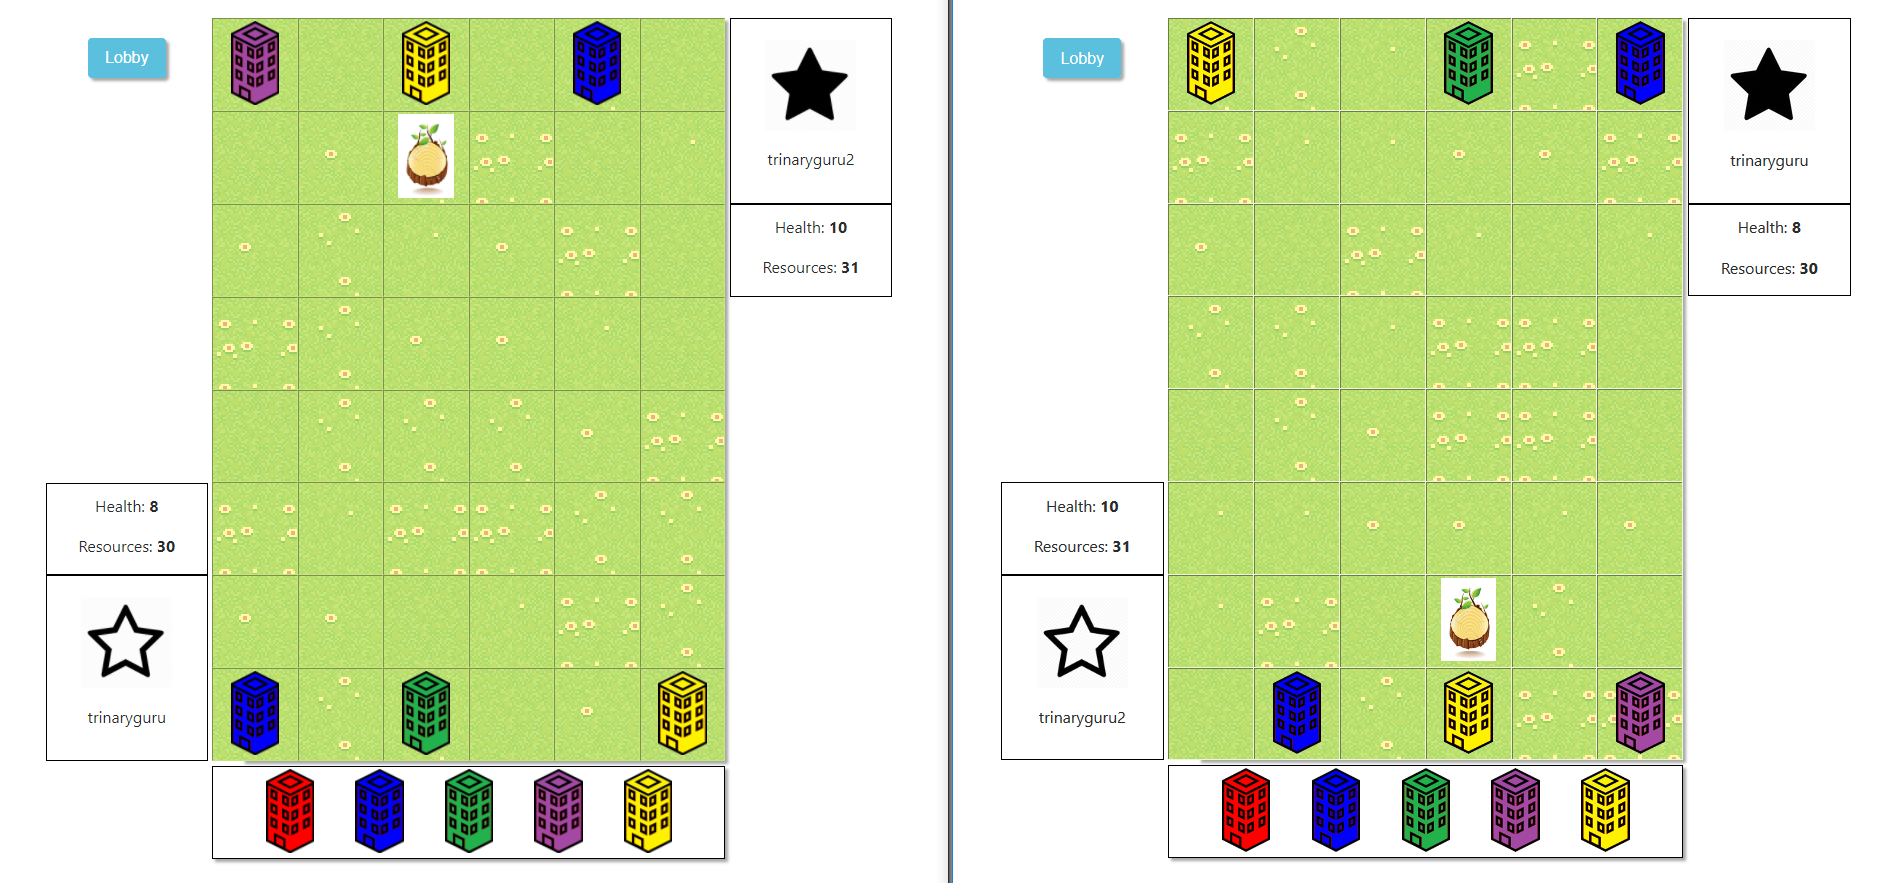 Lobby
trinaryguru2
Health: 10
Resources: 31
Health: 8
Resources: 30
trinaryguru
Lobby
trinaryguru
Health: 8
Resources: 30
Health: 10
Resources: 31
trinaryguru2